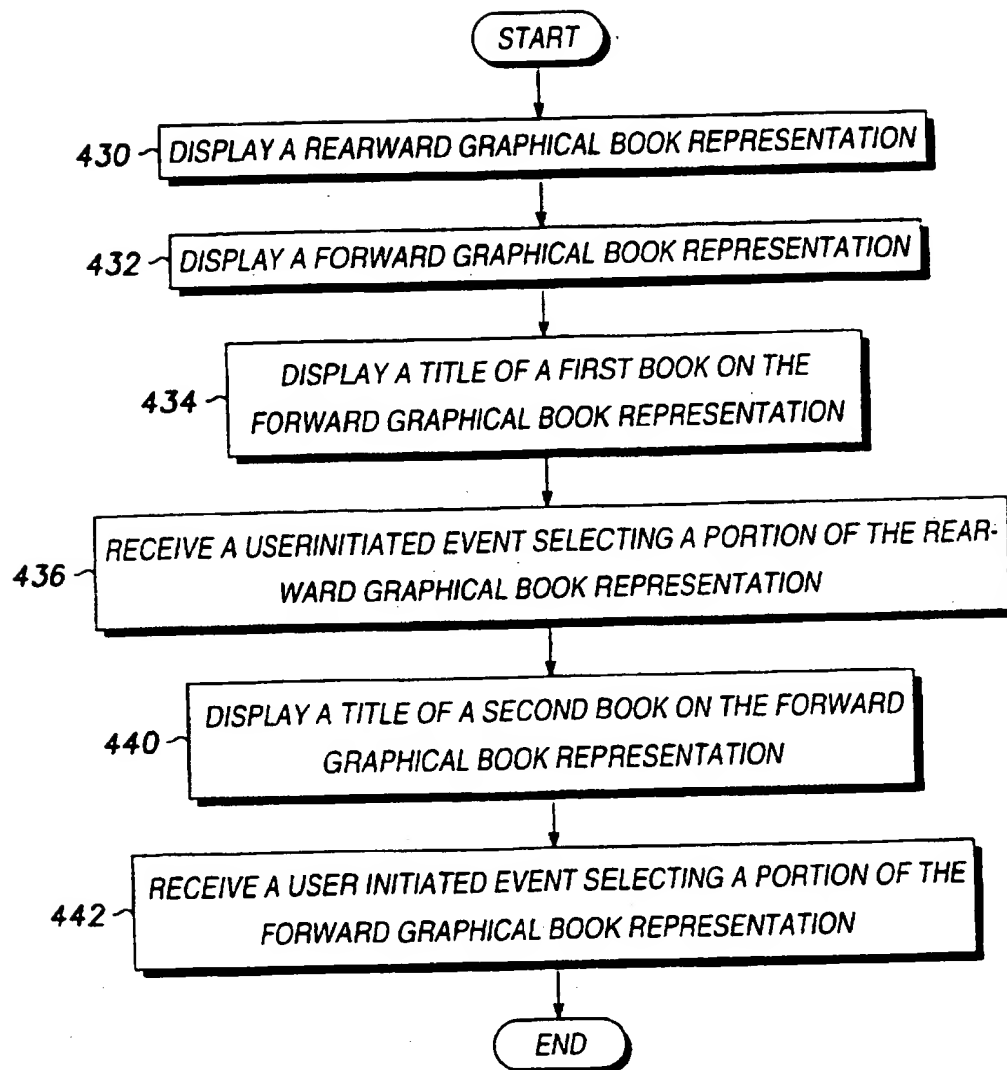 START
430 DISPLAY A REARWARD GRAPHICAL BOOK REPRESENTATION
432 DISPLAY A FORWARD GRAPHICAL BOOK REPRESENTATION
DISPLAY A TITLE OF A FIRST BOOK ON THE
434 FORWARD GRAPHICAL BOOK REPRESENTATION
RECEIVE A USERINITIATED EVENT SELECTING A PORTION OF THE REAR-
436 WARD GRAPHICAL BOOK REPRESENTATION
DISPLAY A TITLE OF A SECOND BOOK ON THE FORWARD
440 GRAPHICAL BOOK REPRESENTATION
RECEIVE A USER INITIATED EVENT SELECTING A PORTION OF THE
442 FORWARD GRAPHICAL BOOK REPRESENTATION
END